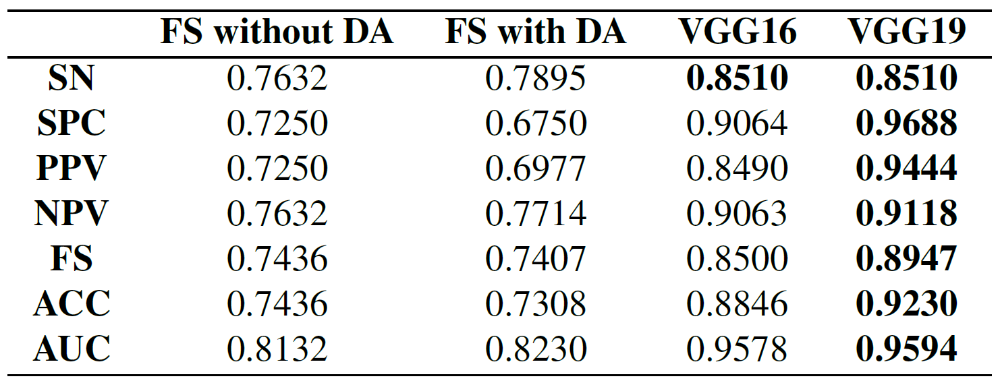 FS without DA FS with DA VGG16 VGG19
SN 0.7632 0.7895 0.8510 0.8510
SPC 0.7250 0.6750 0.9064 0.9688
PPV 0.7250 0.6977 0.8490 0.9444
NPV 0.7632 0.7714 0.9063 0.9118
FS 0.7436 0.7407 0.8500 0.8947
ACC 0.7436 0.7308 0.8846 0.9230
AUC 0.8132 0.8230 0.9578 0.9594